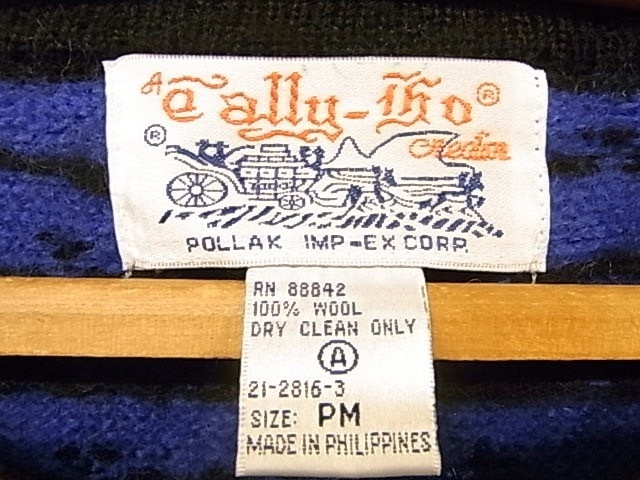 A Tally-Ho ®
Creation
®
POLLAK IMP-EX CORP.
RN 88842
100% WOOL
DRY CLEAN ONLY
A
21-2816-3
SIZE: PM
MADE IN PHILIPPINES